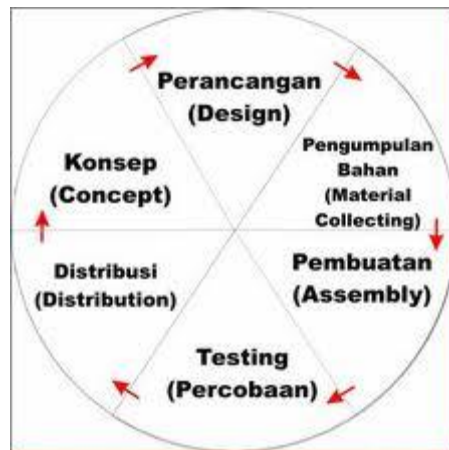 Perancangan
(Design)
Pengumpulan
Bahan
(Material
Collecting)
Pembuatan
(Assembly)
Testing
(Percobaan)
Distribusi
(Distribution)
Konsep
(Concept)